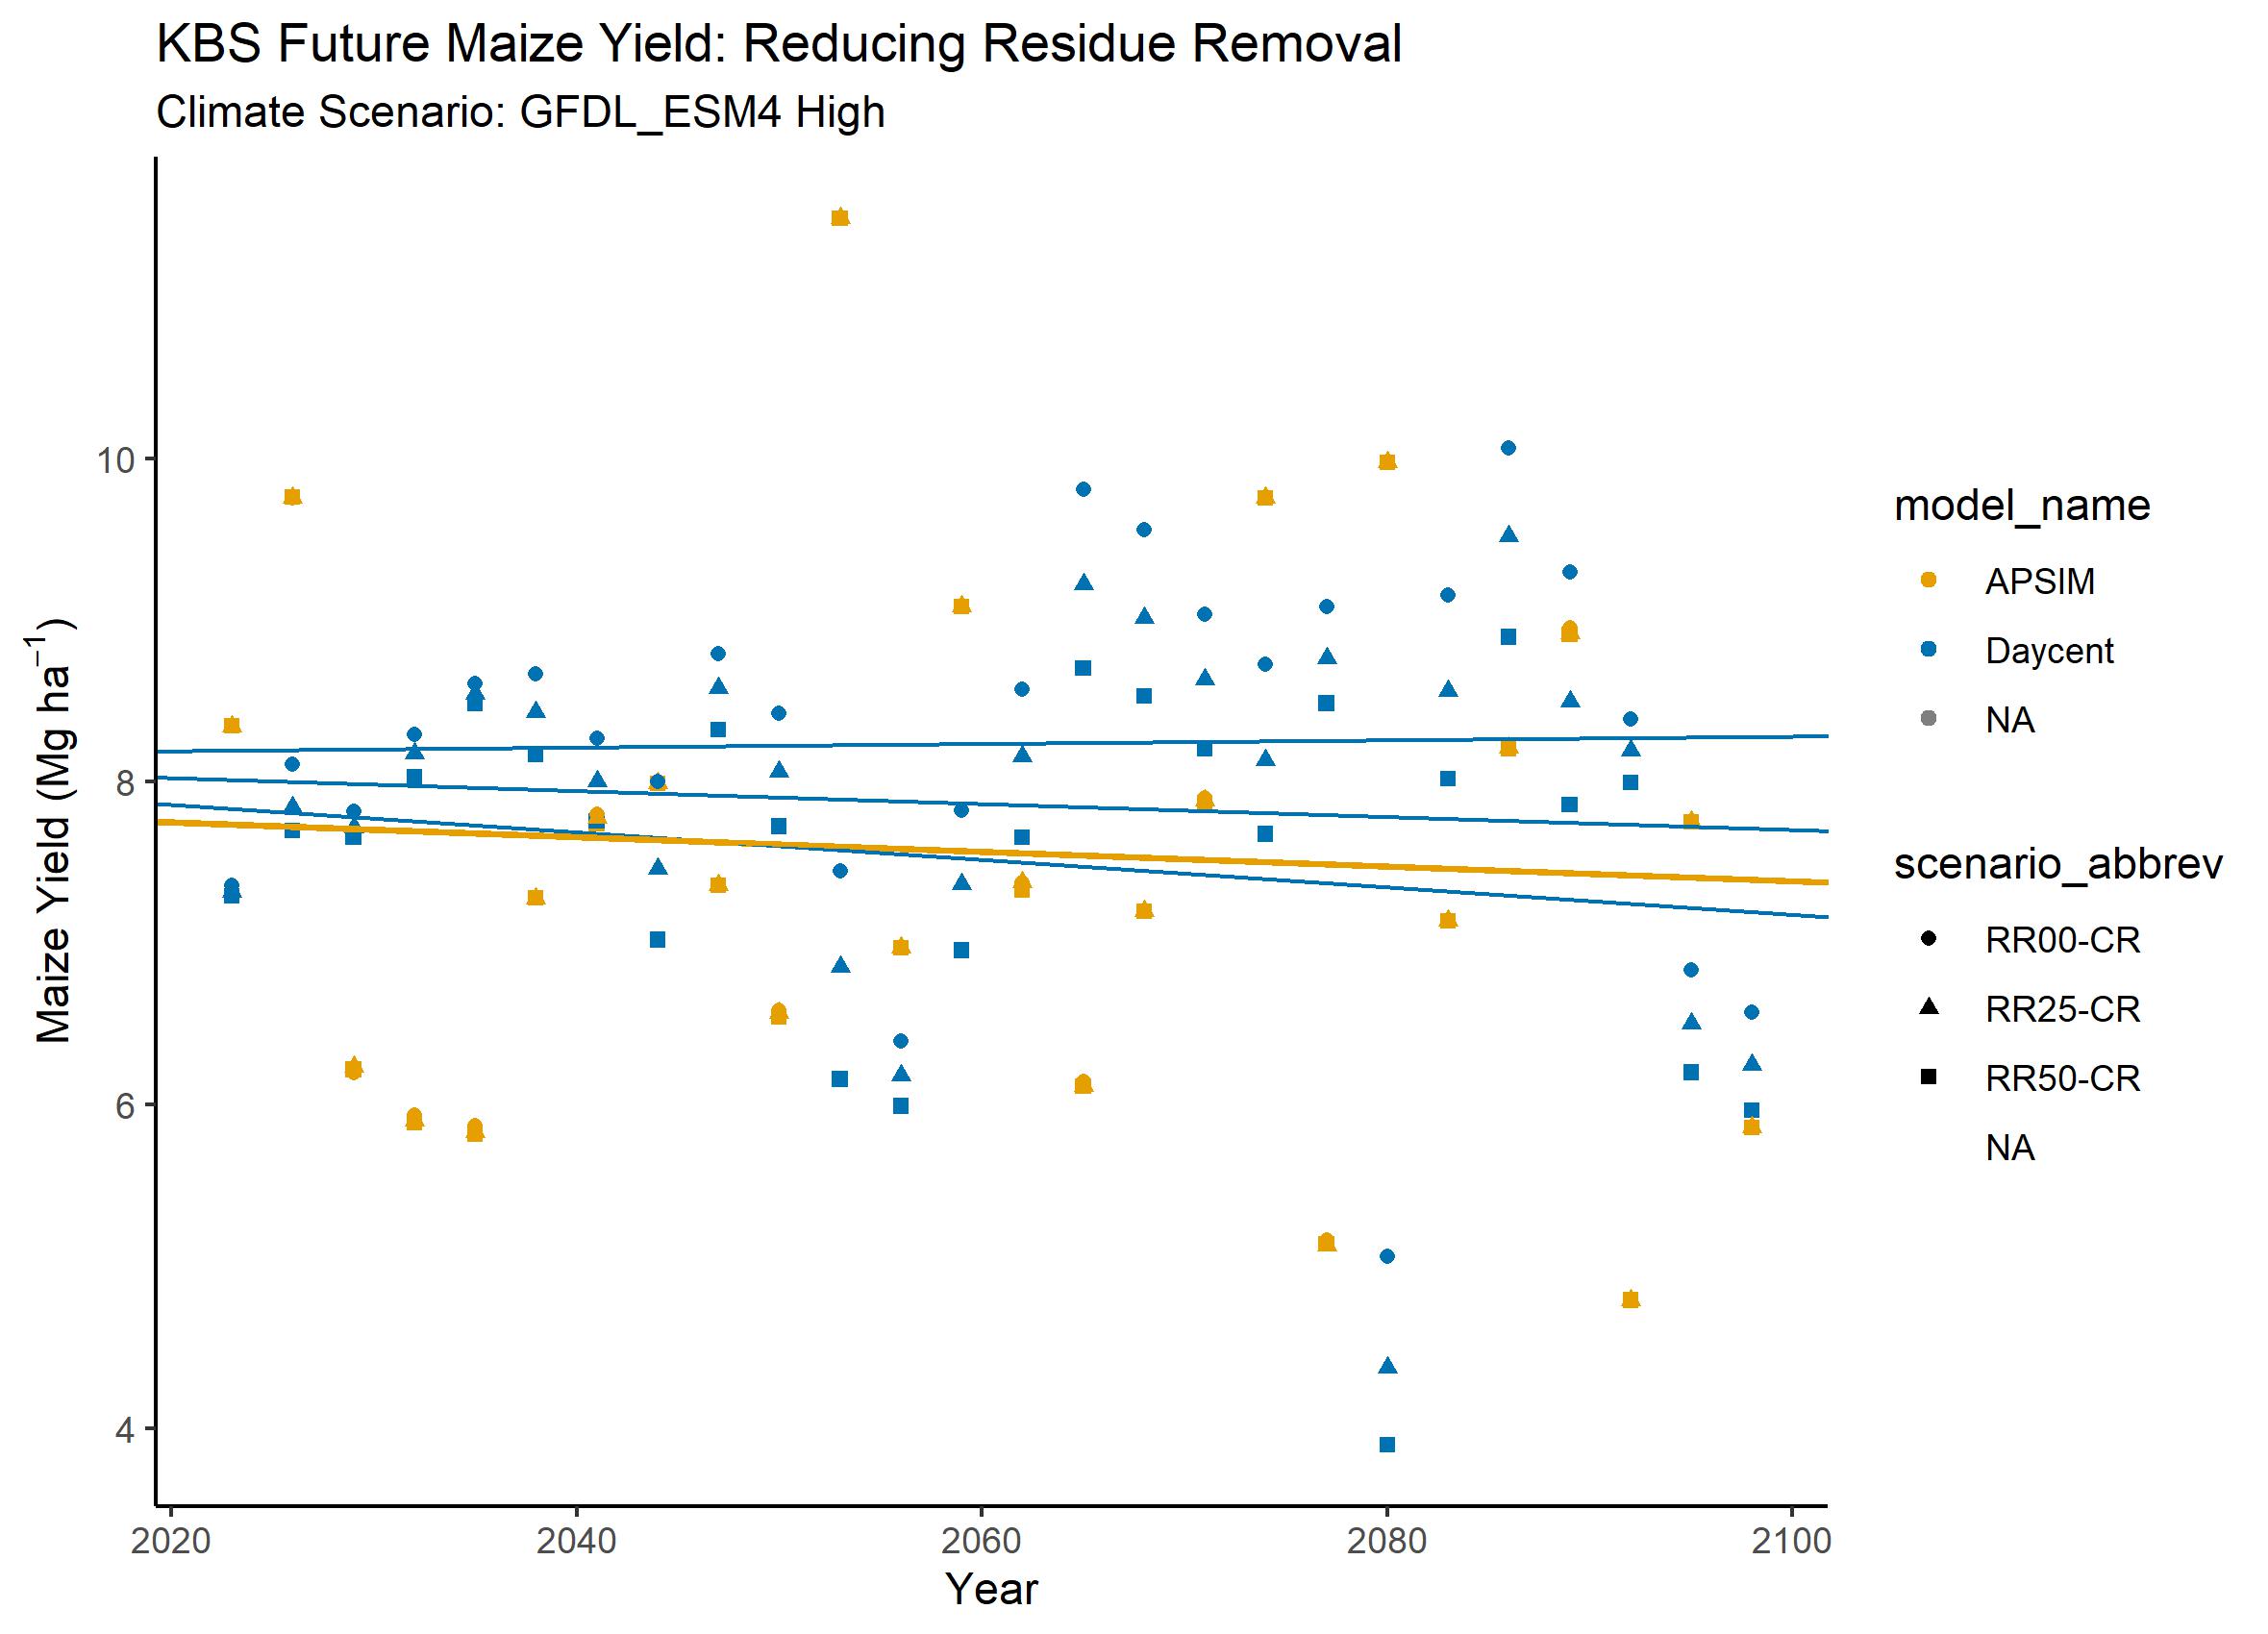 KBS Future Maize Yield: Reducing Residue Removal
Climate Scenario: GFDL_ESM4 High
Maize Yield (Mg ha⁻¹)
10
8
6
4
2020 2040 2060 2080 2100
Year
model_name
APSIM
Daycent
NA
scenario_abbrev
RR00-CR
RR25-CR
RR50-CR
NA